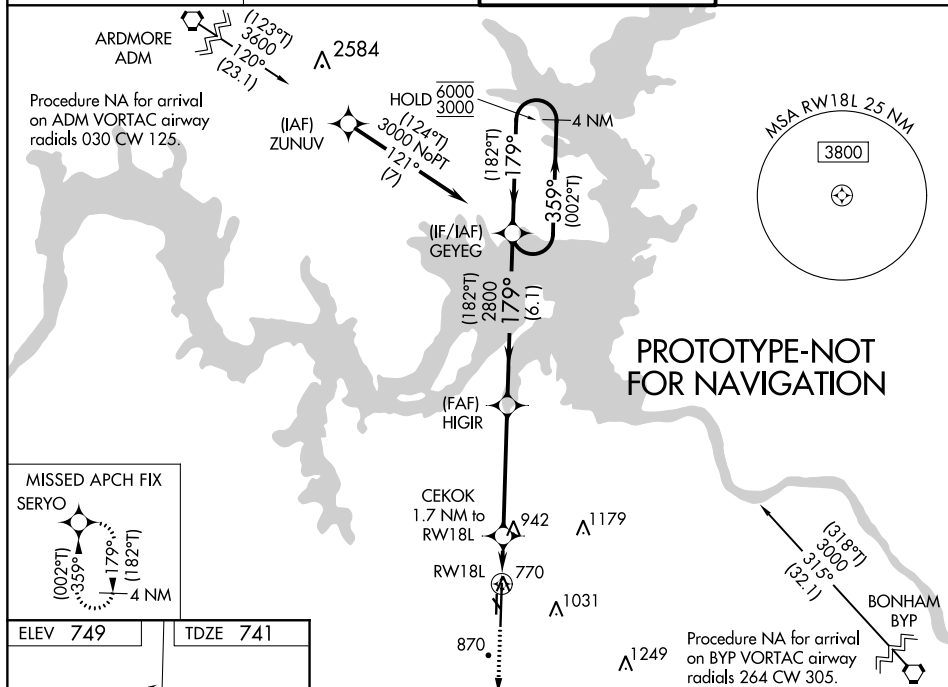 ARDMORE
ADM
(123°T)
3600
120°
(23.1)
2584
Procedure NA for arrival
on ADM VORTAC airway
radials 030 CW 125.
(IAF)
ZUNUV
(124°T)
3000 NoPT
121°
(7)
HOLD
6000
3000
4 NM
(182°T)
179°
359°
(002°T)
(IF/IAF)
GEYEG
MSA RW18L 25 NM
3800
(182°T)
2800
179°
(6.1)
PROTOTYPE-NOT
FOR NAVIGATION
(FAF)
HIGIR
MISSED APCH FIX
SERYO
(002°T)
359°
179°
(182°T)
4 NM
CEKOK
1.7 NM to
RW18L
942
1179
RW18L
770
1031
870
1249
(318°T)
3000
315°
(32.1)
BONHAM
BYP
Procedure NA for arrival
on BYP VORTAC airway
radials 264 CW 305.
ELEV 749
TDZE 741